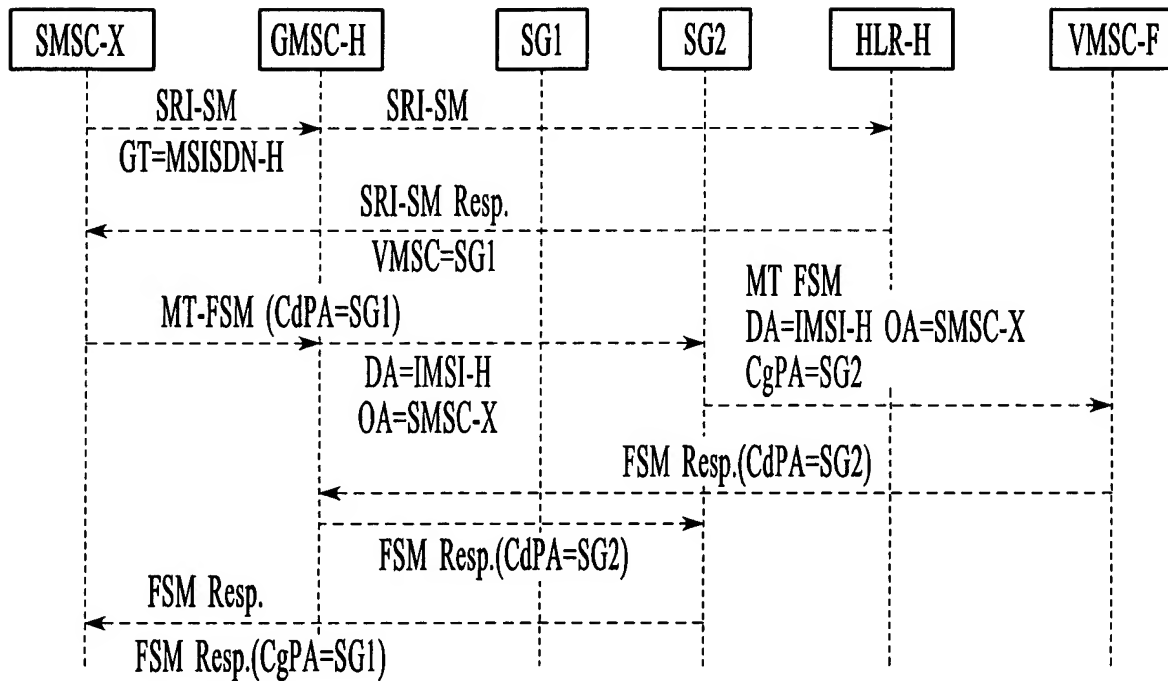 SMSC-X
GMSC-H
SG1
SG2
HLR-H
VMSC-F
SRI-SM
SRI-SM
GT=MSISDN-H
SRI-SM Resp.
VMSC=SG1
MT-FSM (CdPA=SG1)
DA=IMSI-H
OA=SMSC-X
MT FSM
DA=IMSI-H OA=SMSC-X
CgPA=SG2
FSM Resp.(CdPA=SG2)
FSM Resp.(CdPA=SG2)
FSM Resp.
FSM Resp.(CgPA=SG1)